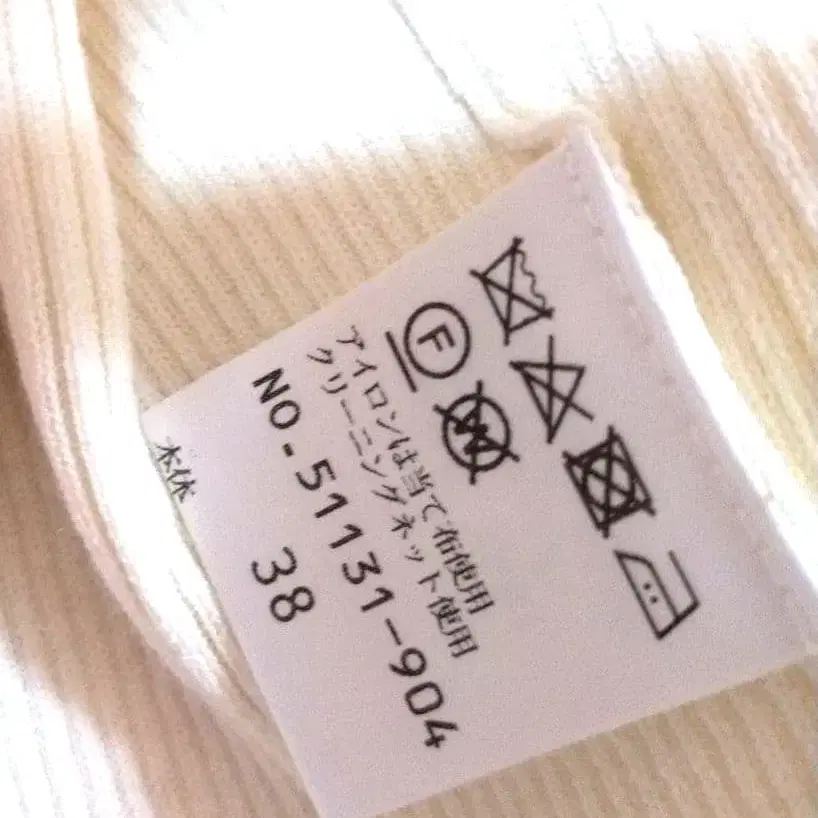 F
W
アイロンは当て布使用
クリーニングネット使用
NO-51131-904
38
本体